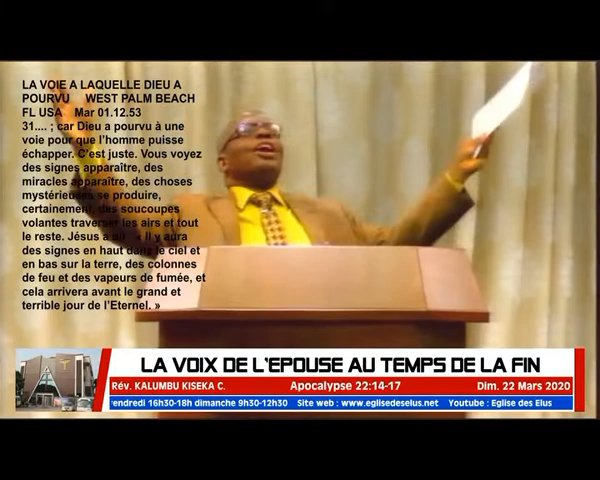 LA VOIE A LAQUELLE DIEU A
POURVU WEST PALM BEACH
FL USA Mar 01.12.53
31.... ; car Dieu a pourvu à une
voie pour que l'homme puisse
échapper. C'est juste. Vous voyez
des signes apparaître, des
miracles apparaître, des choses
mystérieuses se produire,
certainement, des soucoupes
volantes traverser les airs et tout
le reste. Jésus a dit : « Il y aura
des signes en haut dans le ciel et
en bas sur la terre, des colonnes
de feu et des vapeurs de fumée, et
cela arrivera avant le grand et
terrible jour de l'Eternel. »
LA VOIX DE L'EPOUSE AU TEMPS DE LA FIN
Rév. KALUMBU KISEKA C. Apocalypse 22:14-17 Dim. 22 Mars 2020
vendredi 16h30-18h dimanche 9h30-12h30 Site web : www.eglisedeselus.net Youtube : Eglise des Elus